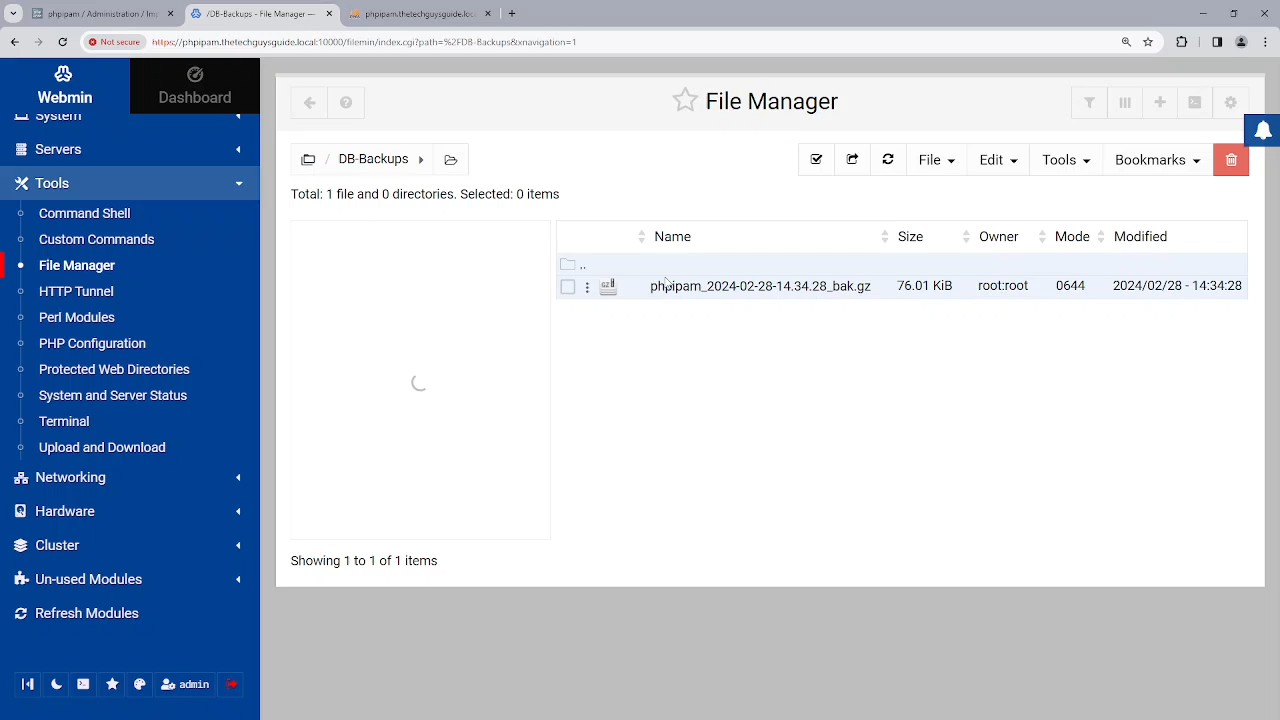 phpipam / Administration / Ins
/DB-Backups - File Manager —
phpipam.thetechguysguide.loc
Not secure
https://phpipam.thetechguysguide.local:10000/filemin/index.cgi?path=%2FDB-Backups&xnavigation=1
Webmin
Dashboard
System
Servers
Tools
Command Shell
Custom Commands
File Manager
HTTP Tunnel
Perl Modules
PHP Configuration
Protected Web Directories
System and Server Status
Terminal
Upload and Download
Networking
Hardware
Cluster
Un-used Modules
Refresh Modules
admin
File Manager
/ DB-Backups
File
Edit
Tools
Bookmarks
Total: 1 file and 0 directories. Selected: 0 items
Name Size Owner Mode Modified
..
GZ phpipam_2024-02-28-14.34.28_bak.gz 76.01 KiB root:root 0644 2024/02/28 - 14:34:28
Showing 1 to 1 of 1 items